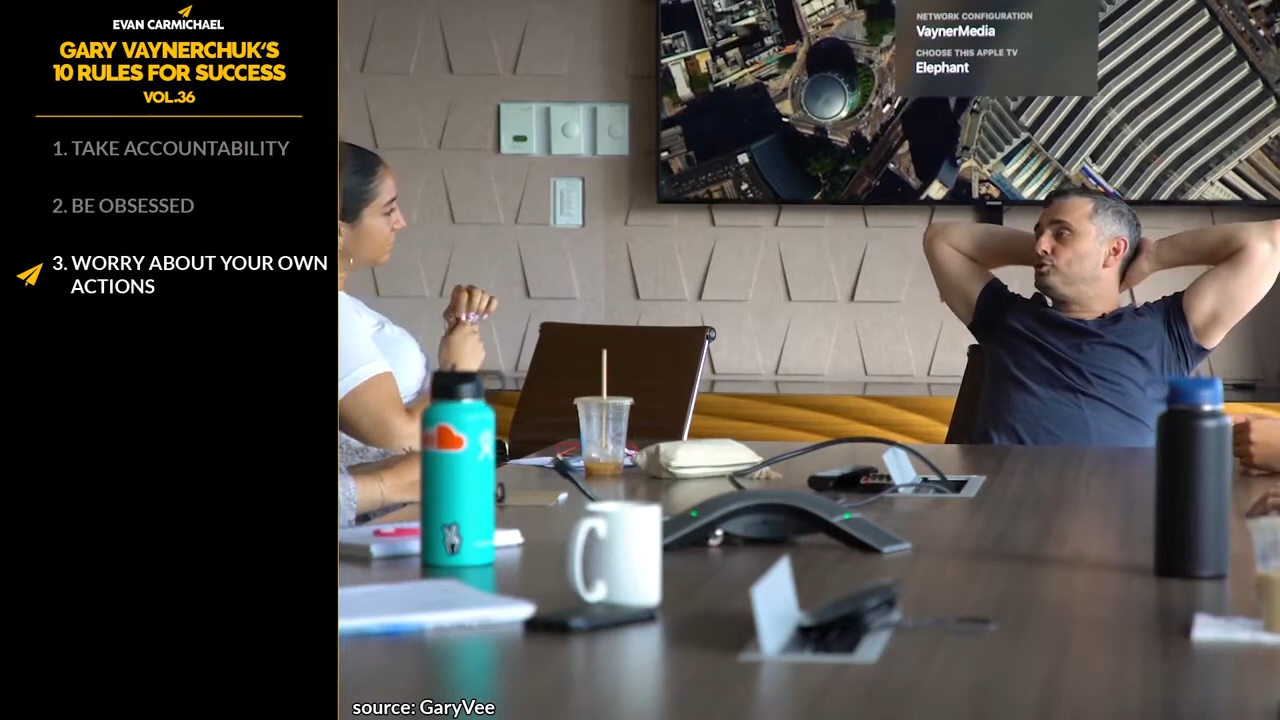 EVAN CARMICHAEL
GARY VAYNERCHUK'S
10 RULES FOR SUCCESS
VOL.36
1. TAKE ACCOUNTABILITY
2. BE OBSESSED
3. WORRY ABOUT YOUR OWN
ACTIONS
NETWORK CONFIGURATION
VaynerMedia
CHOOSE THIS APPLE TV
Elephant
source: GaryVee